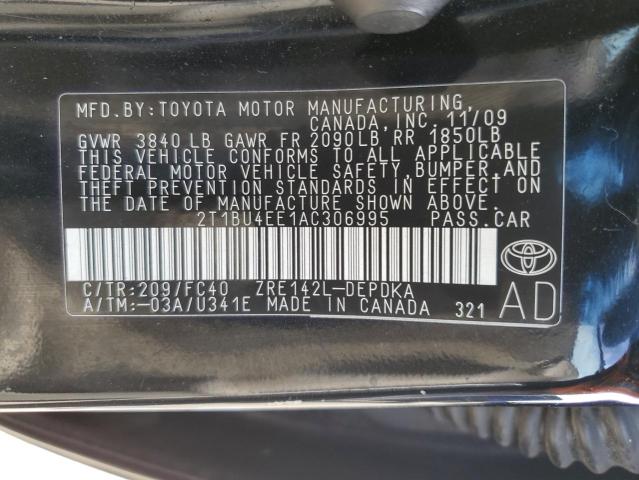 MFD. BY: TOYOTA MOTOR MANUFACTURING,
CANADA, INC. 11/09
GVWR 3840 LB GAWR FR 2090LB RR 1850LB
THIS VEHICLE CONFORMS TO ALL APPLICABLE
FEDERAL MOTOR VEHICLE SAFETY, BUMPER, AND
THEFT PREVENTION STANDARDS IN EFFECT ON
THE DATE OF MANUFACTURE SHOWN ABOVE.
2T1BU4EE1AC306995 PASS. CAR
C/TR: 209/FC40 ZRE142L-DEPDKA
A/TM:-03A/U341E MADE IN CANADA 321 AD